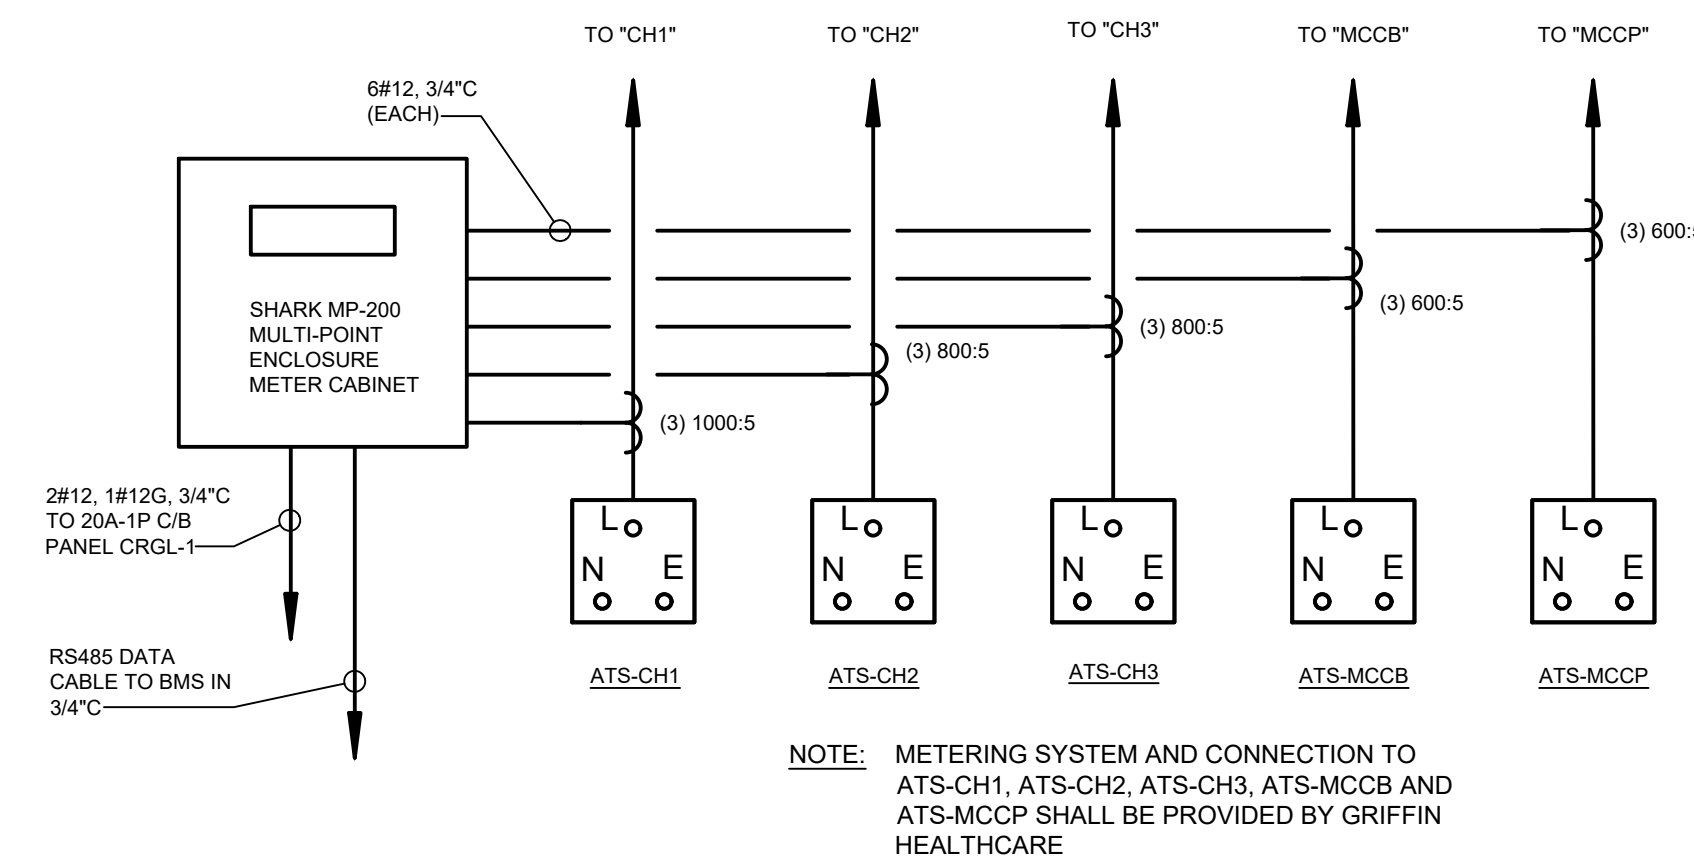 TO "CH1"
TO "CH2"
TO "CH3"
TO "MCCB"
TO "MCCP"
6#12, 3/4"C
(EACH)
SHARK MP-200
MULTI-POINT
ENCLOSURE
METER CABINET
(3) 600:5
(3) 600:5
(3) 800:5
(3) 800:5
(3) 1000:5
2#12, 1#12G, 3/4"C
TO 20A-1P C/B
PANEL CRGL-1
RS485 DATA
CABLE TO BMS IN
3/4"C
L
N E
L
N E
L
N E
L
N E
L
N E
ATS-CH1
ATS-CH2
ATS-CH3
ATS-MCCB
ATS-MCCP
NOTE: METERING SYSTEM AND CONNECTION TO
ATS-CH1, ATS-CH2, ATS-CH3, ATS-MCCB AND
ATS-MCCP SHALL BE PROVIDED BY GRIFFIN
HEALTHCARE